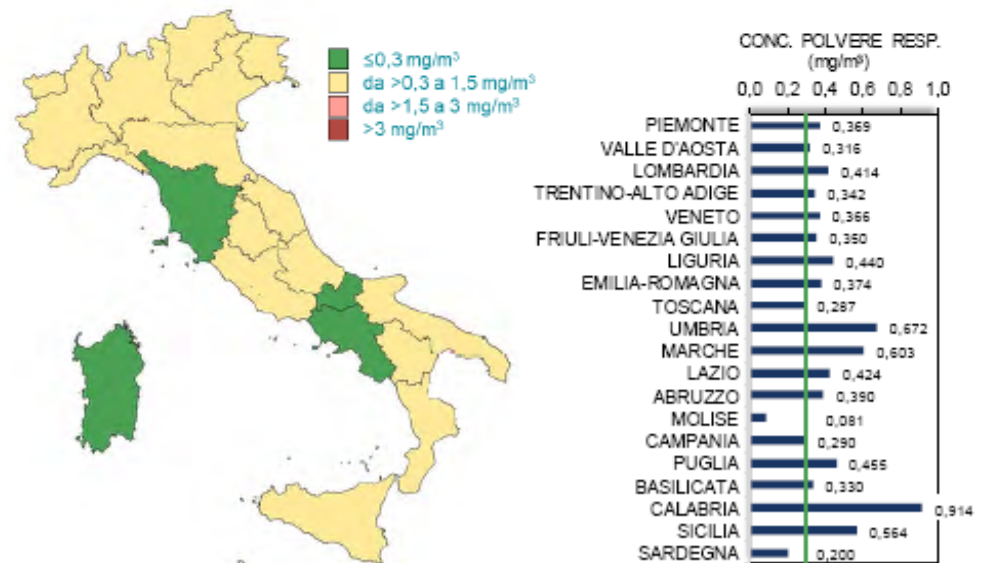 ≤0,3 mg/m³
da >0,3 a 1,5 mg/m³
da >1,5 a 3 mg/m³
>3 mg/m³
CONC. POLVERE RESP.
(mg/m³)
0,0 0,2 0,4 0,6 0,8 1,0
PIEMONTE 0,369
VALLE D'AOSTA 0,316
LOMBARDIA 0,414
TRENTINO-ALTO ADIGE 0,342
VENETO 0,366
FRIULI-VENEZIA GIULIA 0,350
LIGURIA 0,440
EMILIA-ROMAGNA 0,374
TOSCANA 0,287
UMBRIA 0,672
MARCHE 0,603
LAZIO 0,424
ABRUZZO 0,390
MOLISE 0,081
CAMPANIA 0,290
PUGLIA 0,455
BASILICATA 0,330
CALABRIA 0,914
SICILIA 0,564
SARDEGNA 0,200